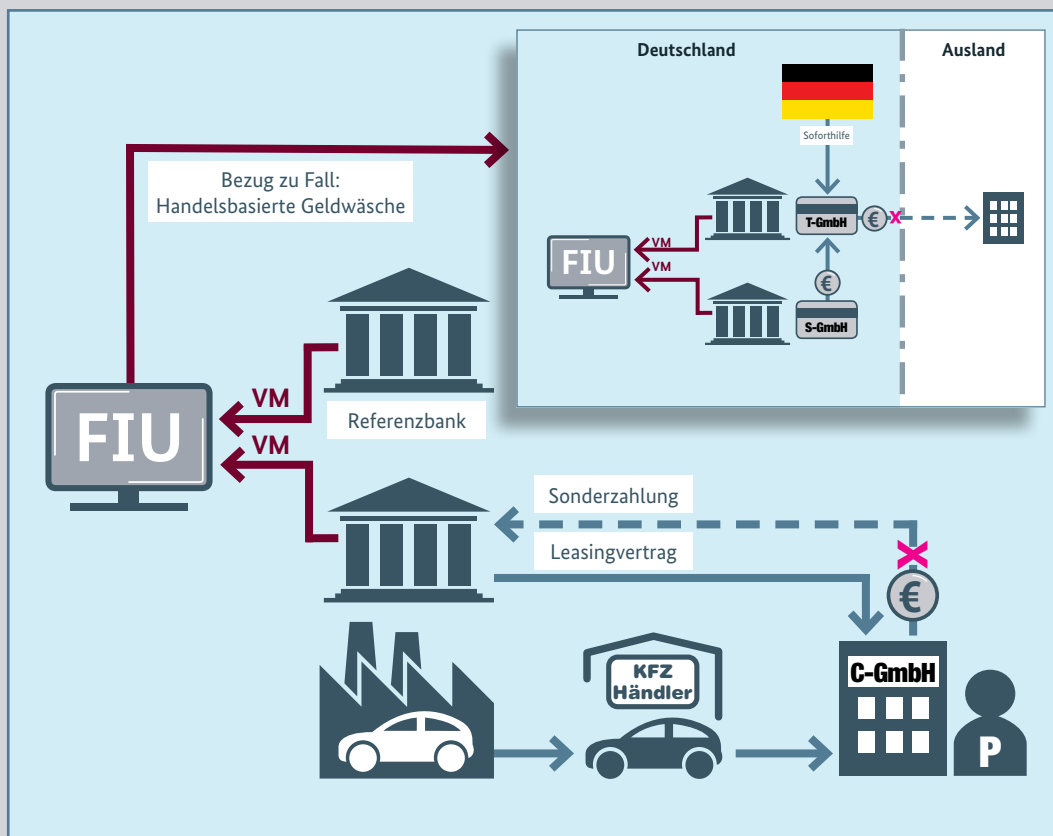 Deutschland
Ausland
Soforthilfe
Bezug zu Fall:
Handelsbasierte Geldwäsche
T-GmbH
€
x
VM
FIU
VM
€
S-GmbH
VM
Referenzbank
FIU
VM
Sonderzahlung
Leasingvertrag
X
€
KFZ
Händler
C-GmbH
P